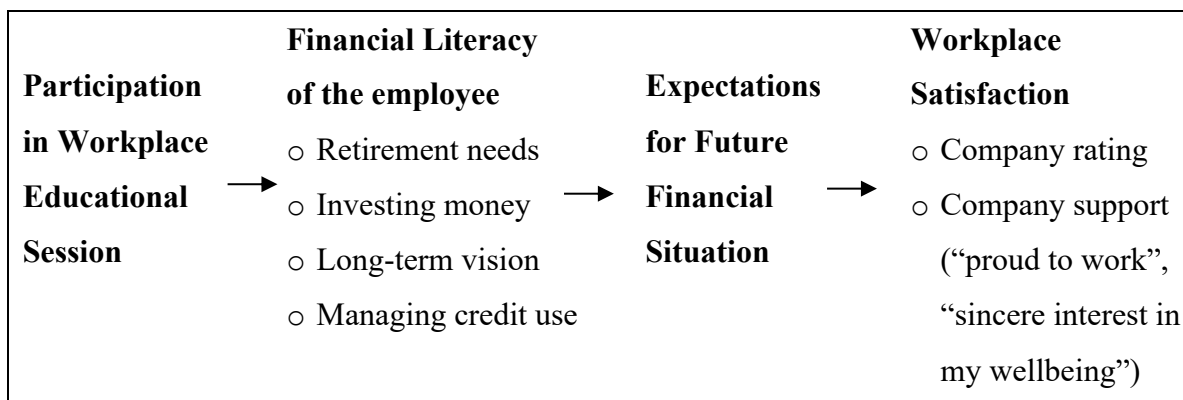 Participation
in Workplace
Educational
Session
Financial Literacy
of the employee
o Retirement needs
o Investing money
o Long-term vision
o Managing credit use
Expectations
for Future
Financial
Situation
Workplace
Satisfaction
o Company rating
o Company support
(“proud to work”,
“sincere interest in
my wellbeing”)